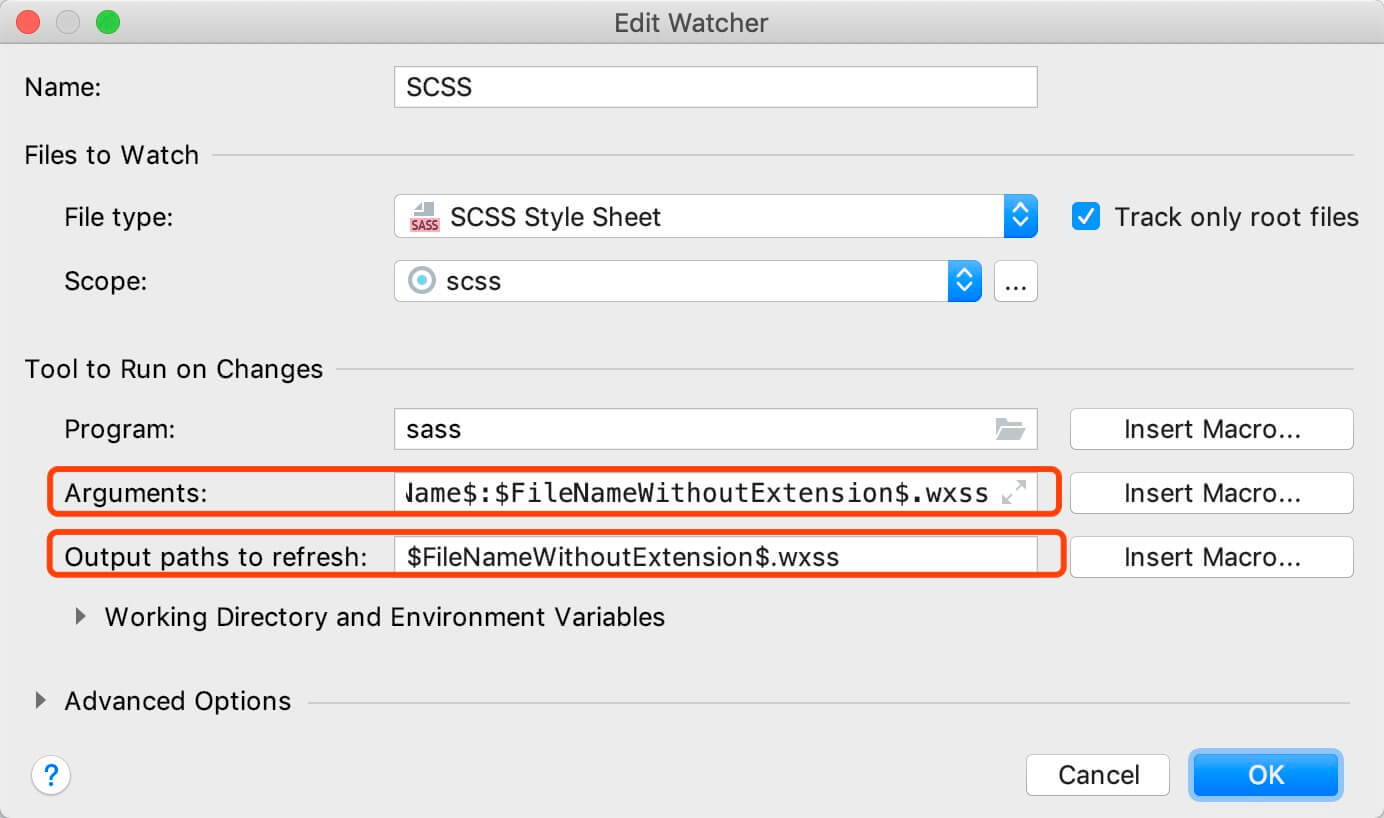 Edit Watcher
Name: SCSS
Files to Watch
File type: SASS SCSS Style Sheet Track only root files
Scope: scss ...
Tool to Run on Changes
Program: sass Insert Macro...
Arguments: Name$:$FileNameWithoutExtension$.wxss Insert Macro...
Output paths to refresh: $FileNameWithoutExtension$.wxss Insert Macro...
Working Directory and Environment Variables
Advanced Options
? Cancel OK